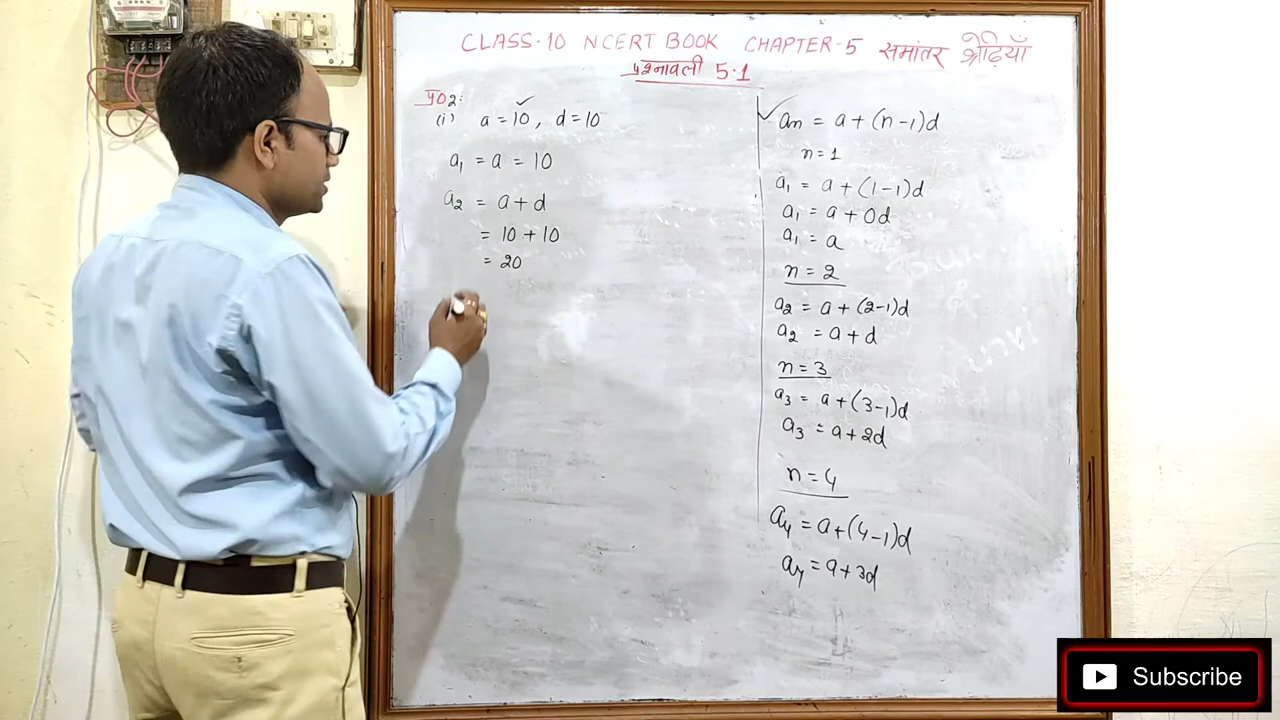 CLASS-10 NCERT BOOK CHAPTER-5 समांतर श्रेढ़ियाँ
प्रश्नावली 5.1
प्र02:
(i) a = 10, d = 10
a₁ = a = 10
a₂ = a + d
= 10 + 10
= 20
aₙ = a + (n-1)d
n = 1
a₁ = a + (1-1)d
a₁ = a + 0d
a₁ = a
n = 2
a₂ = a + (2-1)d
a₂ = a + d
n = 3
a₃ = a + (3-1)d
a₃ = a + 2d
n = 4
a₄ = a + (4-1)d
a₄ = a + 3d
Subscribe